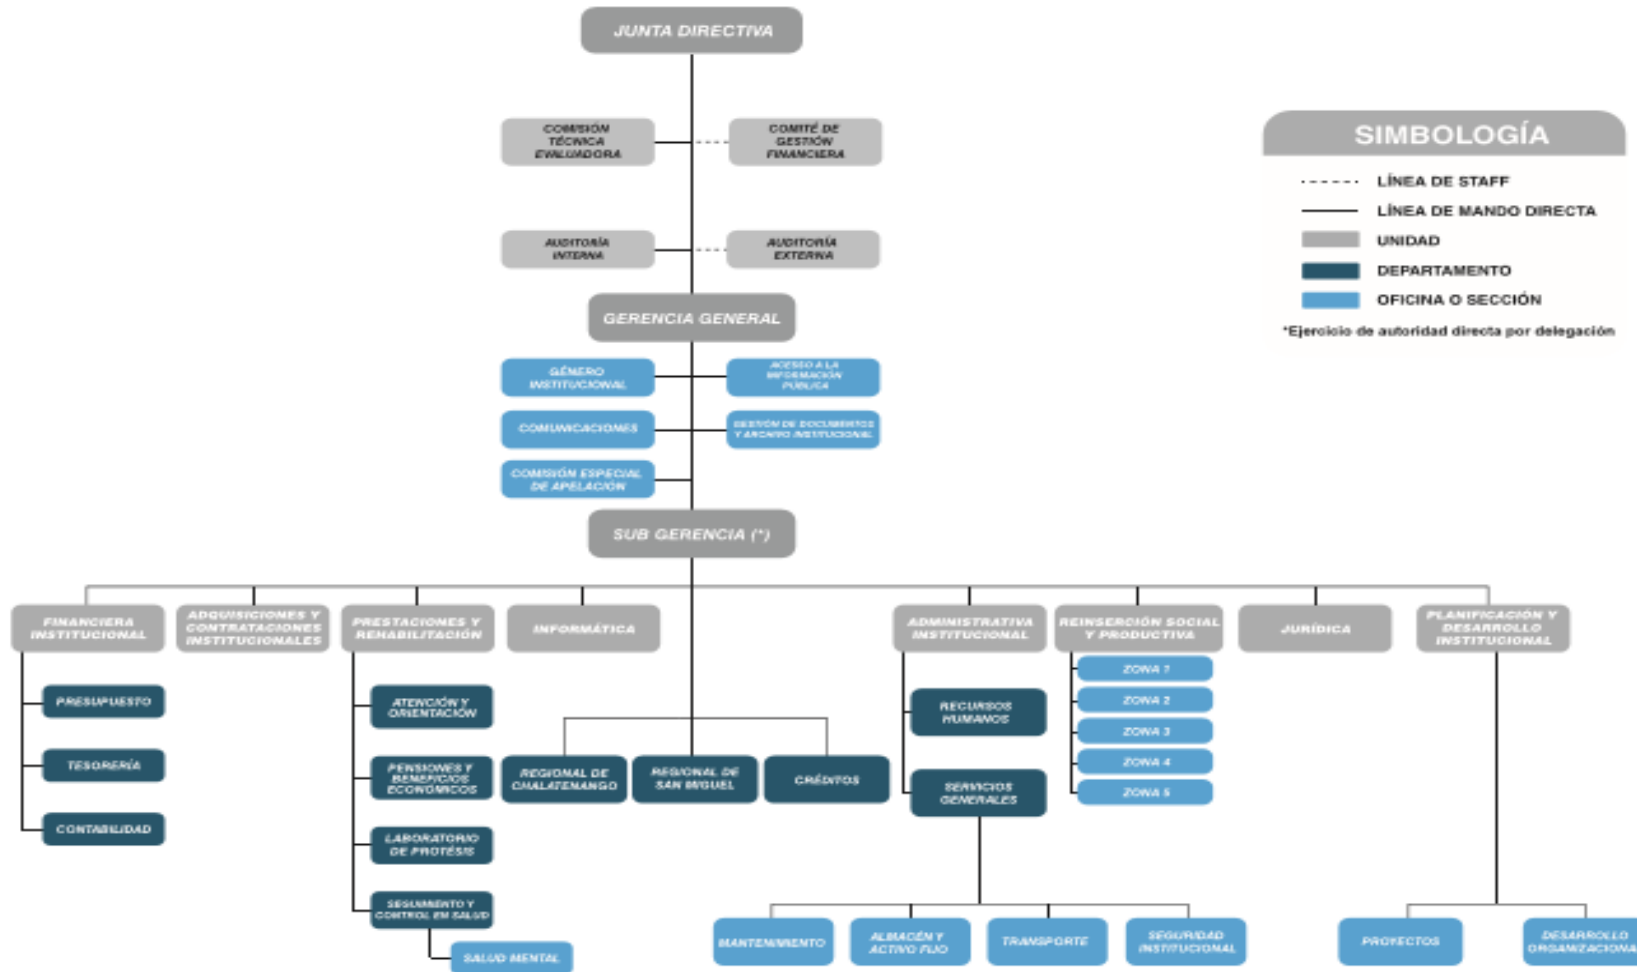 JUNTA DIRECTIVA
COMISIÓN
TÉCNICA
EVALUADORA
COMITÉ DE
GESTIÓN
FINANCIERA
AUDITORÍA
INTERNA
AUDITORÍA
EXTERNA
GERENCIA GENERAL
GÉNERO
INSTITUCIONAL
ACESO A LA
INFORMACIÓN
PÚBLICA
COMUNICACIONES
GESTIÓN DE DOCUMENTOS
Y ARCHIVO INSTITUCIONAL
COMISIÓN ESPECIAL
DE APELACIÓN
SUB GERENCIA (*)
SIMBOLOGÍA
LÍNEA DE STAFF
LÍNEA DE MANDO DIRECTA
UNIDAD
DEPARTAMENTO
OFICINA O SECCIÓN
*Ejercicio de autoridad directa por delegación
FINANCIERA
INSTITUCIONAL
ADQUISICIONES Y
CONTRATACIONES
INSTITUCIONALES
PRESTACIONES Y
REHABILITACIÓN
INFORMÁTICA
ADMINISTRATIVA
INSTITUCIONAL
REINSERCIÓN SOCIAL
Y PRODUCTIVA
JURÍDICA
PLANIFICACIÓN Y
DESARROLLO
INSTITUCIONAL
PRESUPUESTO
TESORERÍA
CONTABILIDAD
ATENCIÓN Y
ORIENTACIÓN
PENSIONES Y
BENEFICIOS
ECONÓMICOS
LABORATORIO
DE PROTÉSIS
SEGUIMIENTO Y
CONTROL EN SALUD
SALUD MENTAL
REGIONAL DE
CHALATENANGO
REGIONAL DE
SAN MIGUEL
CRÉDITOS
RECURSOS
HUMANOS
SERVICIOS
GENERALES
ZONA 1
ZONA 2
ZONA 3
ZONA 4
ZONA 5
MANTENIMIENTO
ALMACÉN Y
ACTIVO FIJO
TRANSPORTE
SEGURIDAD
INSTITUCIONAL
PROYECTOS
DESARROLLO
ORGANIZACIONAL